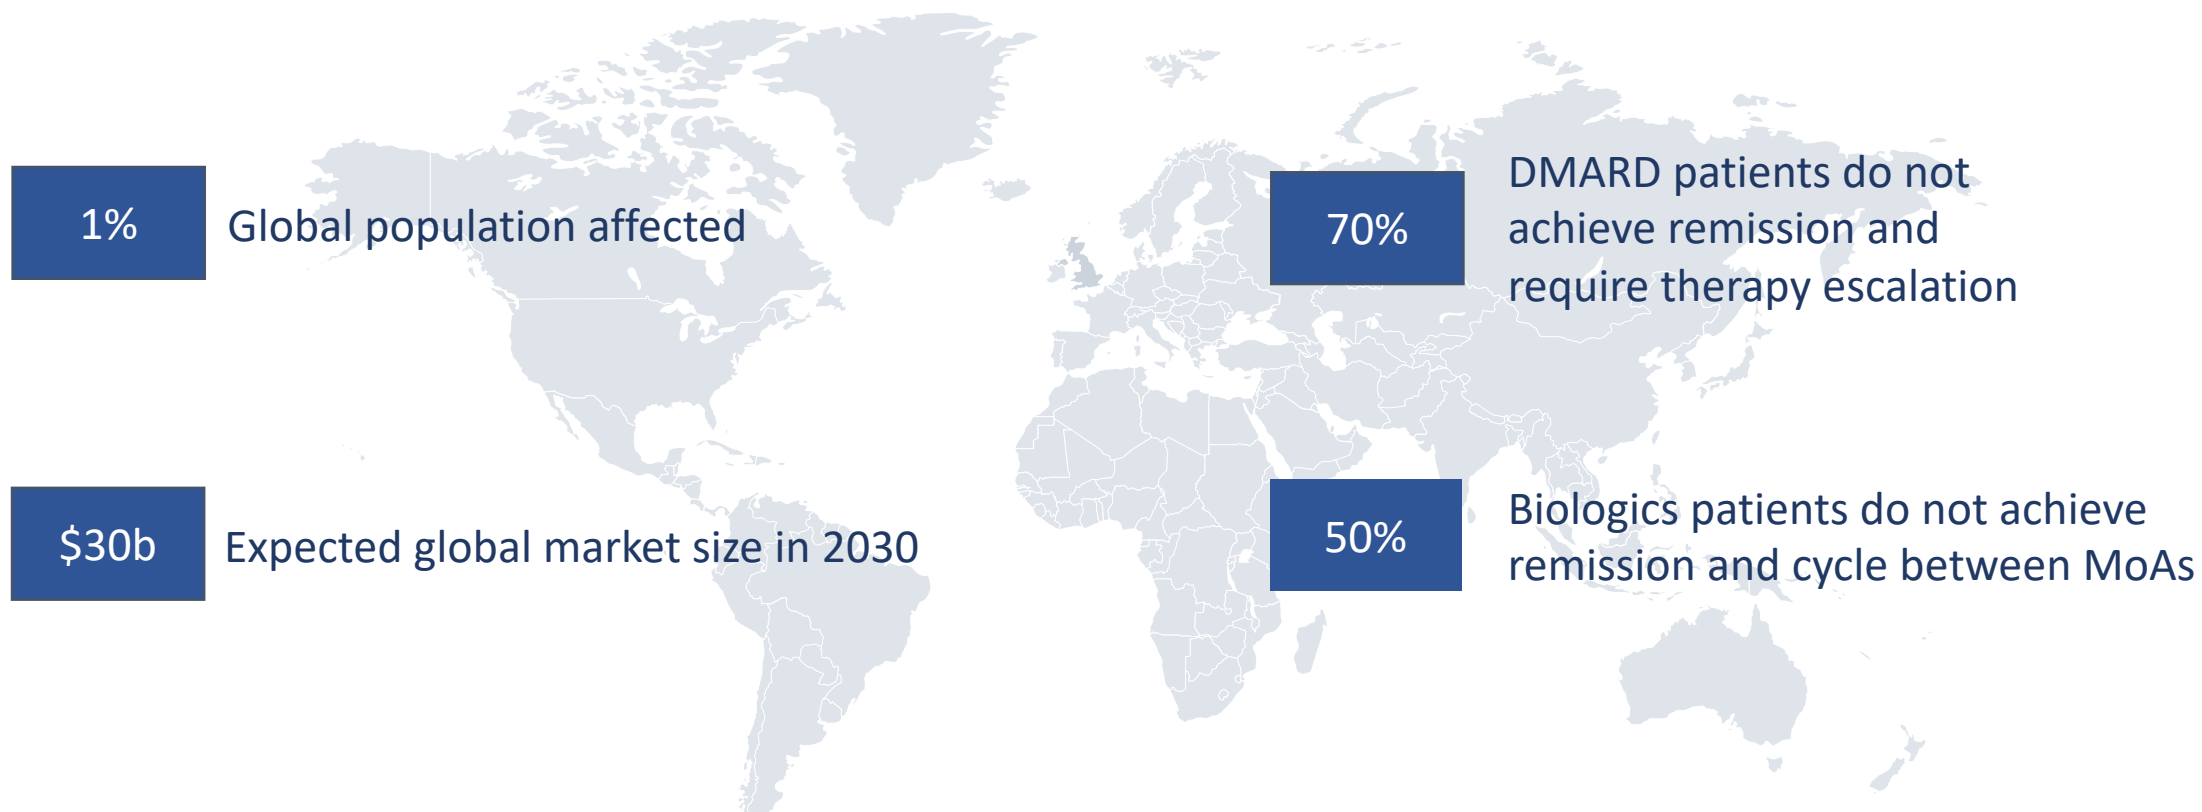 1%
Global population affected
70%
DMARD patients do not
achieve remission and
require therapy escalation
$30b
Expected global market size in 2030
50%
Biologics patients do not achieve
remission and cycle between MoAs